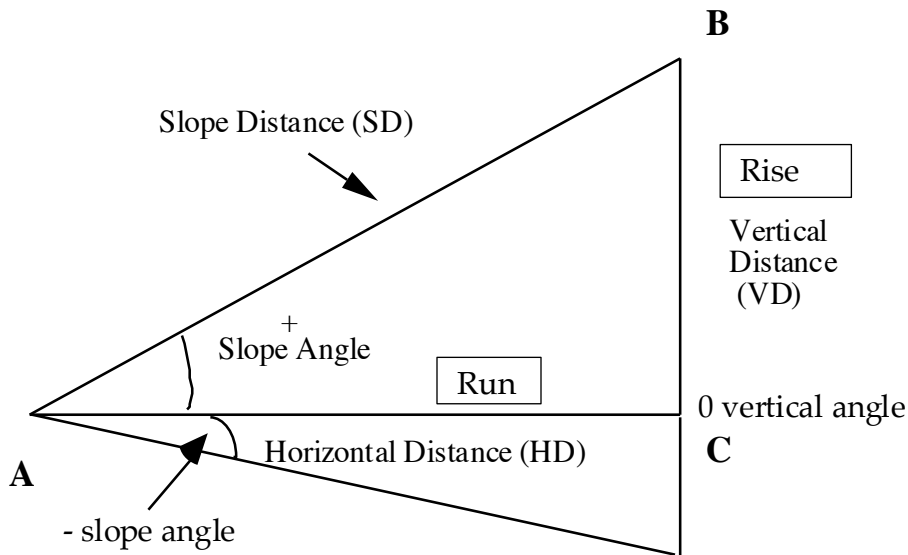 B
Slope Distance (SD)
Rise
Vertical
Distance
(VD)
+
Slope Angle
Run
0 vertical angle
Horizontal Distance (HD)
C
A
- slope angle